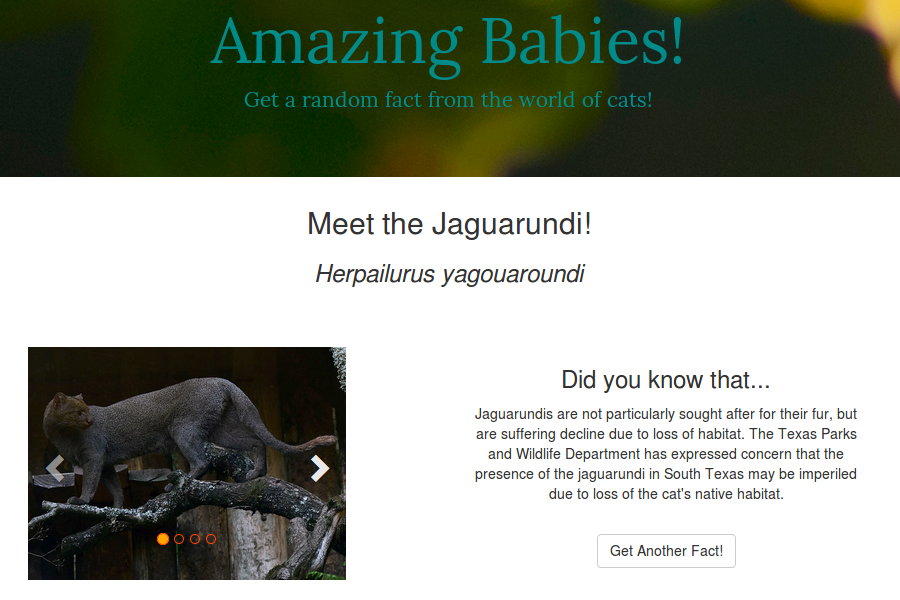 Amazing Babies!
Get a random fact from the world of cats!
Meet the Jaguarundi!
Herpailurus yagouaroundi
Did you know that...
Jaguarundis are not particularly sought after for their fur, but
are suffering decline due to loss of habitat. The Texas Parks
and Wildlife Department has expressed concern that the
presence of the jaguarundi in South Texas may be imperiled
due to loss of the cat's native habitat.
Get Another Fact!